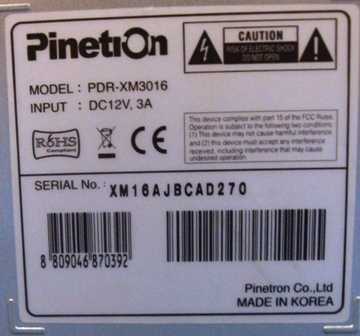 Pinetron
CAUTION
RISK OF ELECTRIC SHOCK
DO NOT OPEN
MODEL : PDR-XM3016
INPUT : DC12V, 3A
RoHS
Compliant
CE
This device complies with part 15 of the FCC Rules
Operation is subject to the following two conditions:
(1) This device may not cause harmful interference,
and (2) this device must accept any interference
received, including interference that may cause
undesired operation.
SERIAL No. : XM16AJBCAD270
8 809046 870392
Pinetron Co.,Ltd
MADE IN KOREA